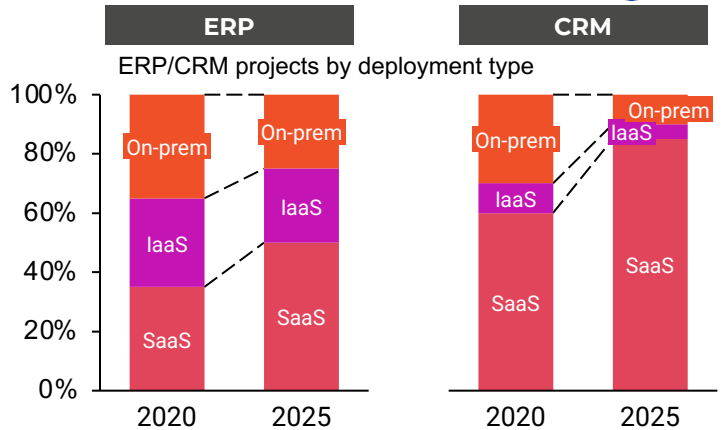 ERP
CRM
ERP/CRM projects by deployment type
100%
80%
60%
40%
20%
0%
On-prem
IaaS
SaaS
On-prem
IaaS
SaaS
2020
2025
On-prem
IaaS
SaaS
On-prem
IaaS
SaaS
2020
2025